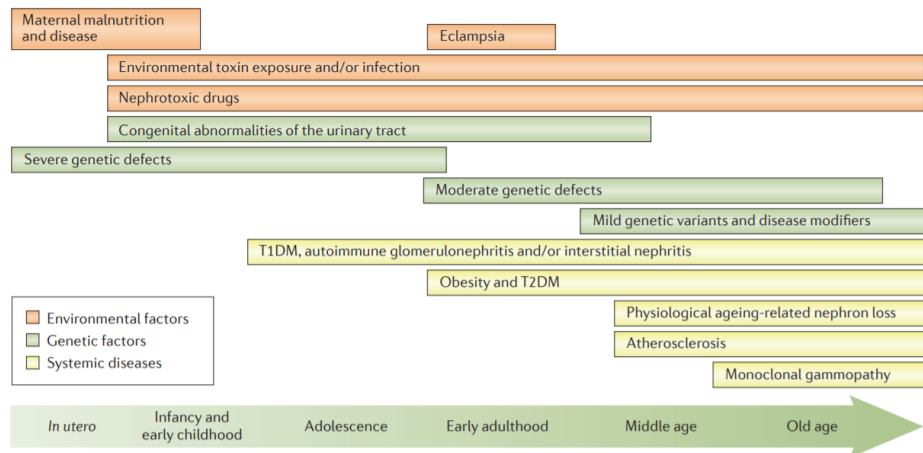 Maternal malnutrition
and disease
Eclampsia
Environmental toxin exposure and/or infection
Nephrotoxic drugs
Congenital abnormalities of the urinary tract
Severe genetic defects
Moderate genetic defects
Mild genetic variants and disease modifiers
T1DM, autoimmune glomerulonephritis and/or interstitial nephritis
Obesity and T2DM
Physiological ageing-related nephron loss
Atherosclerosis
Monoclonal gammopathy
Environmental factors
Genetic factors
Systemic diseases
In utero
Infancy and
early childhood
Adolescence
Early adulthood
Middle age
Old age